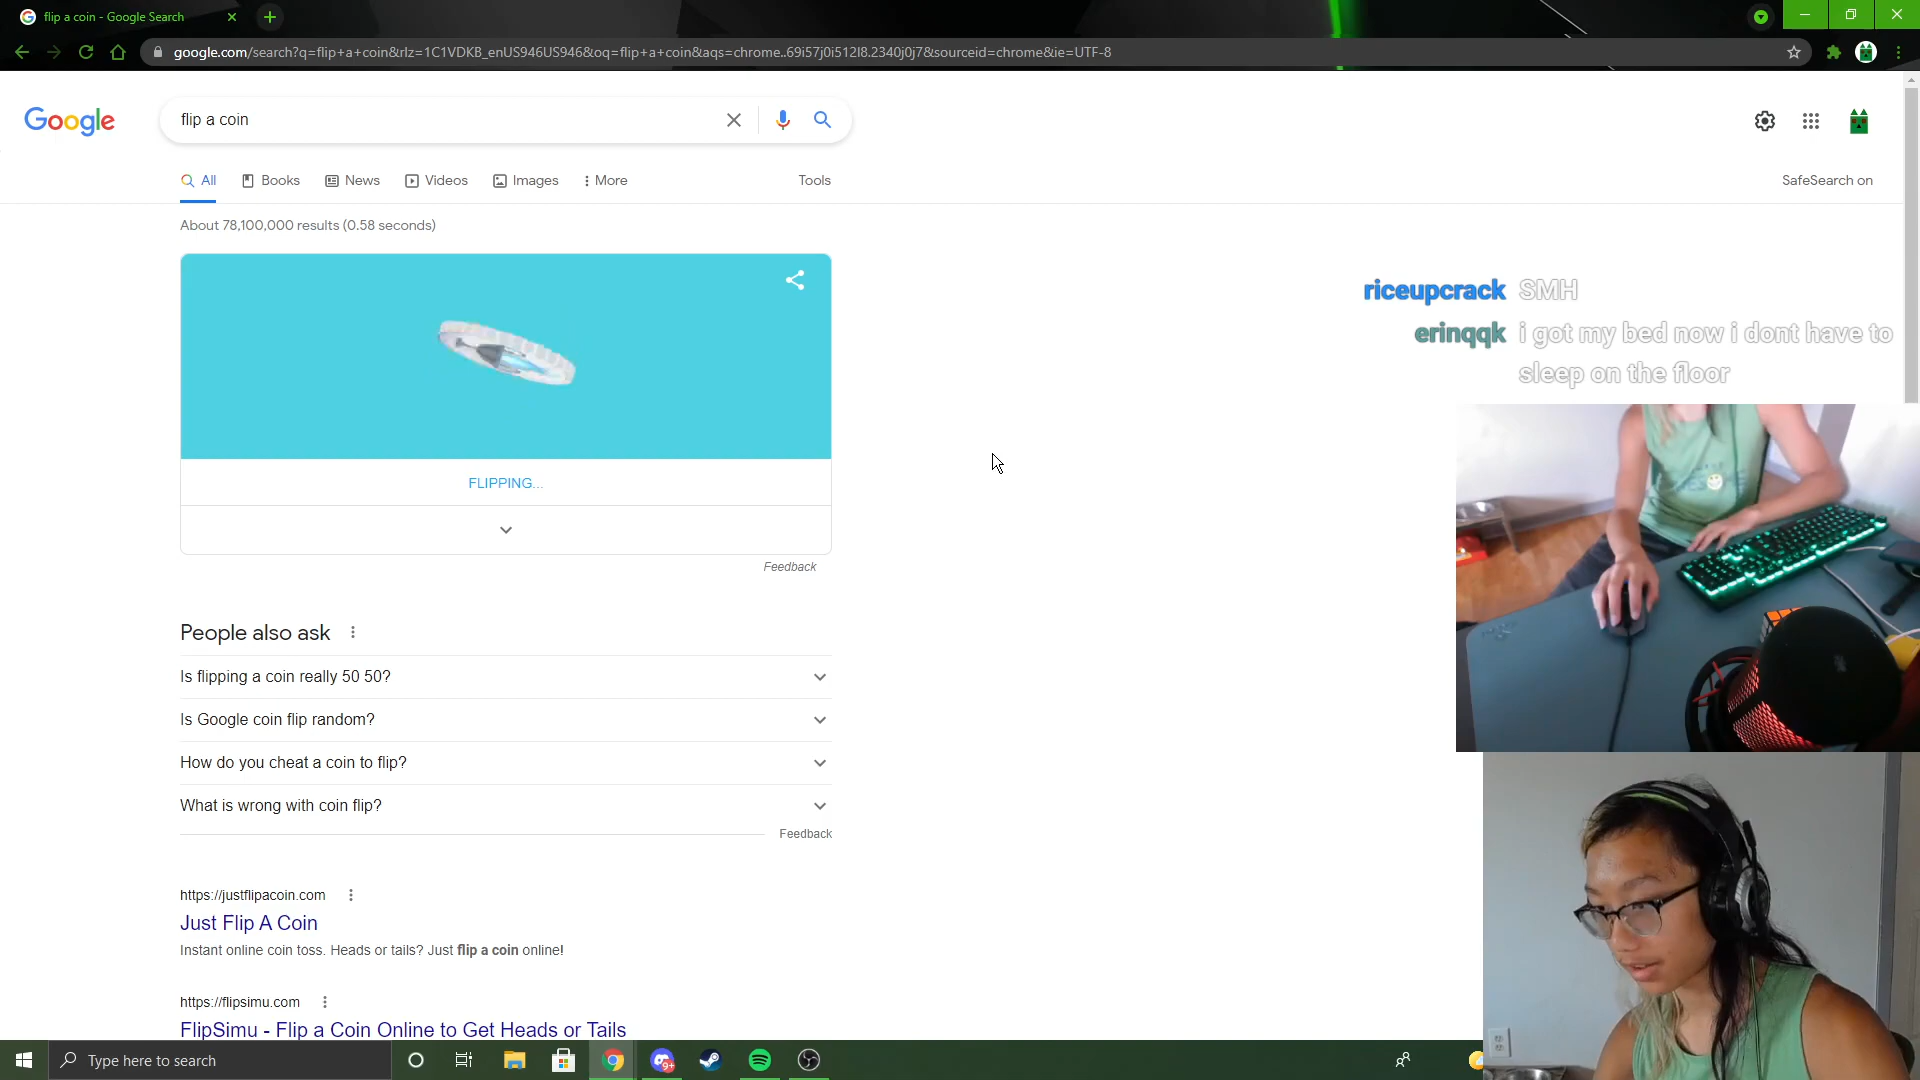 flip a coin - Google Search
google.com/search?q=flip+a+coin&rlz=1C1VDKB_enUS946US946&oq=flip+a+coin&aqs=chrome..69i57j0i512l8.2340j0j7&sourceid=chrome&ie=UTF-8
Google
flip a coin
All
Books
News
Videos
Images
More
Tools
SafeSearch on
About 78,100,000 results (0.58 seconds)
riceupcrack SMH
erinqqk i got my bed now i dont have to
sleep on the floor
FLIPPING...
Feedback
People also ask
Is flipping a coin really 50 50?
Is Google coin flip random?
How do you cheat a coin to flip?
What is wrong with coin flip?
Feedback
https://justflipacoin.com
Just Flip A Coin
Instant online coin toss. Heads or tails? Just flip a coin online!
https://flipsimu.com
FlipSimu - Flip a Coin Online to Get Heads or Tails
Type here to search
9+